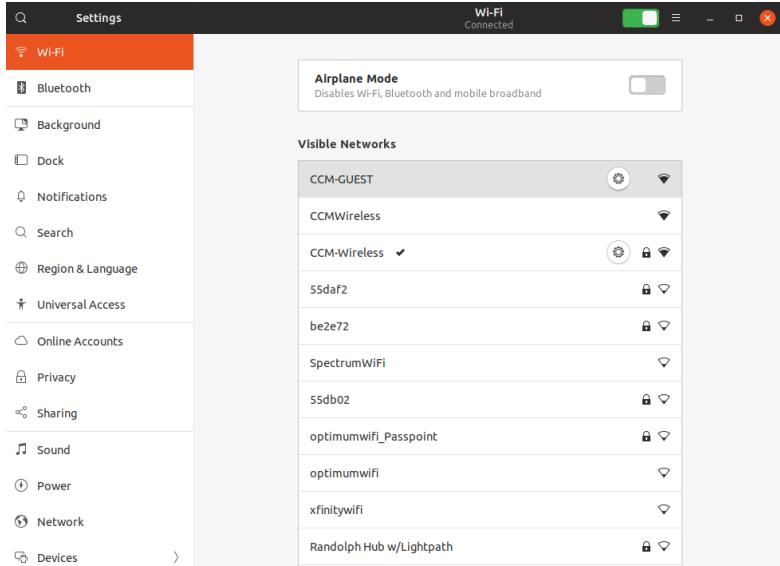 Settings
Wi-Fi
Connected
Wi-Fi
Bluetooth
Background
Dock
Notifications
Search
Region & Language
Universal Access
Online Accounts
Privacy
Sharing
Sound
Power
Network
Devices
Airplane Mode
Disables Wi-Fi, Bluetooth and mobile broadband
Visible Networks
CCM-GUEST
CCMWireless
CCM-Wireless
55daf2
be2e72
SpectrumWiFi
55db02
optimumwifi_Passpoint
optimumwifi
xfinitywifi
Randolph Hub w/Lightpath